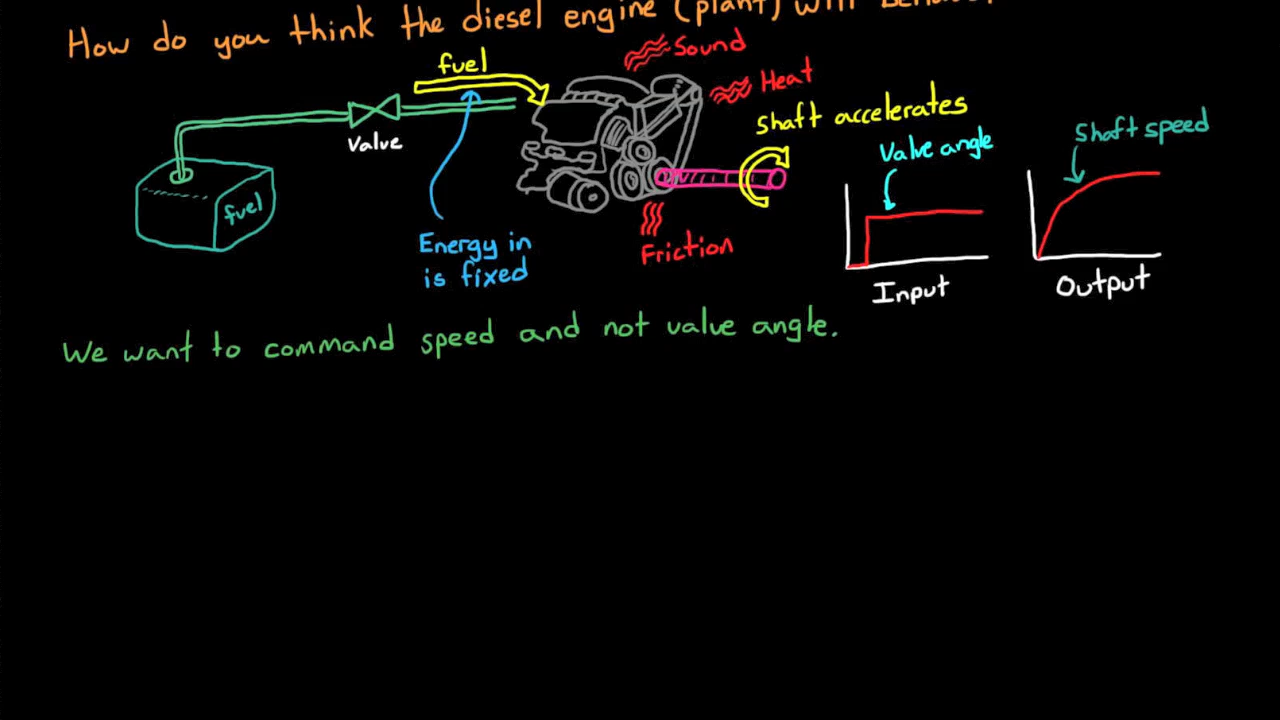 How do you think the diesel engine (plant) will behave?
fuel
Sound
Heat
shaft accelerates
Valve
Valve angle
Shaft speed
fuel
Energy in
is fixed
Friction
Input
Output
We want to command speed and not valve angle.